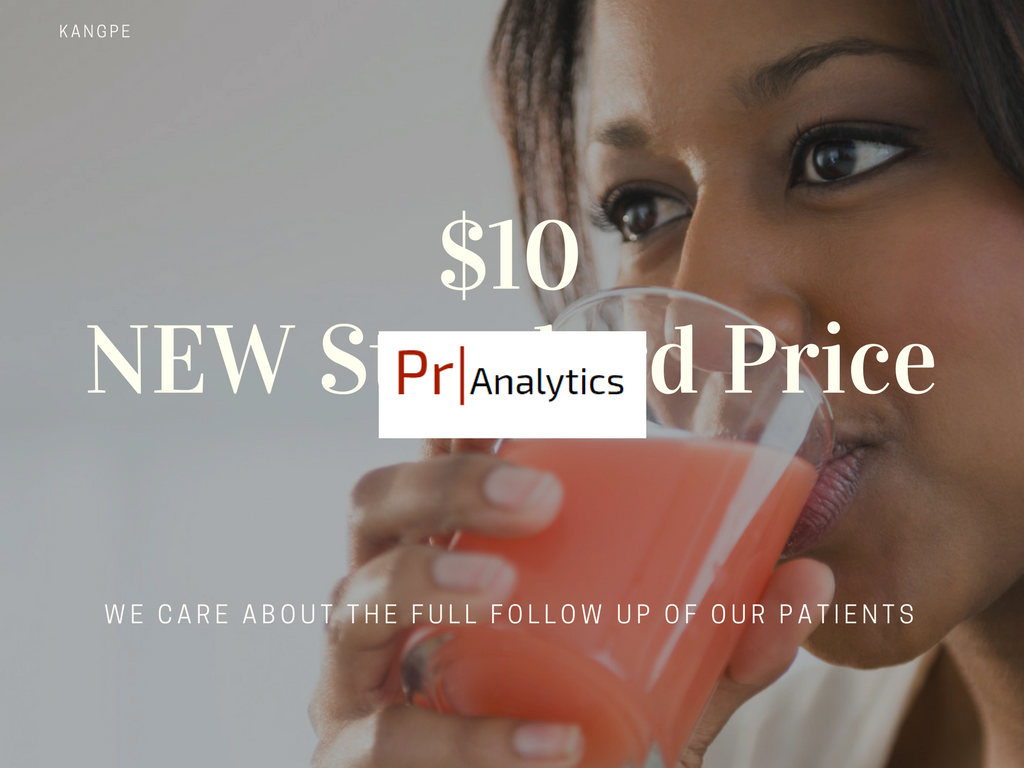 KANGPE
$10
NEW Price
Pr|Analytics
WE CARE ABOUT THE FULL FOLLOW UP OF OUR PATIENTS